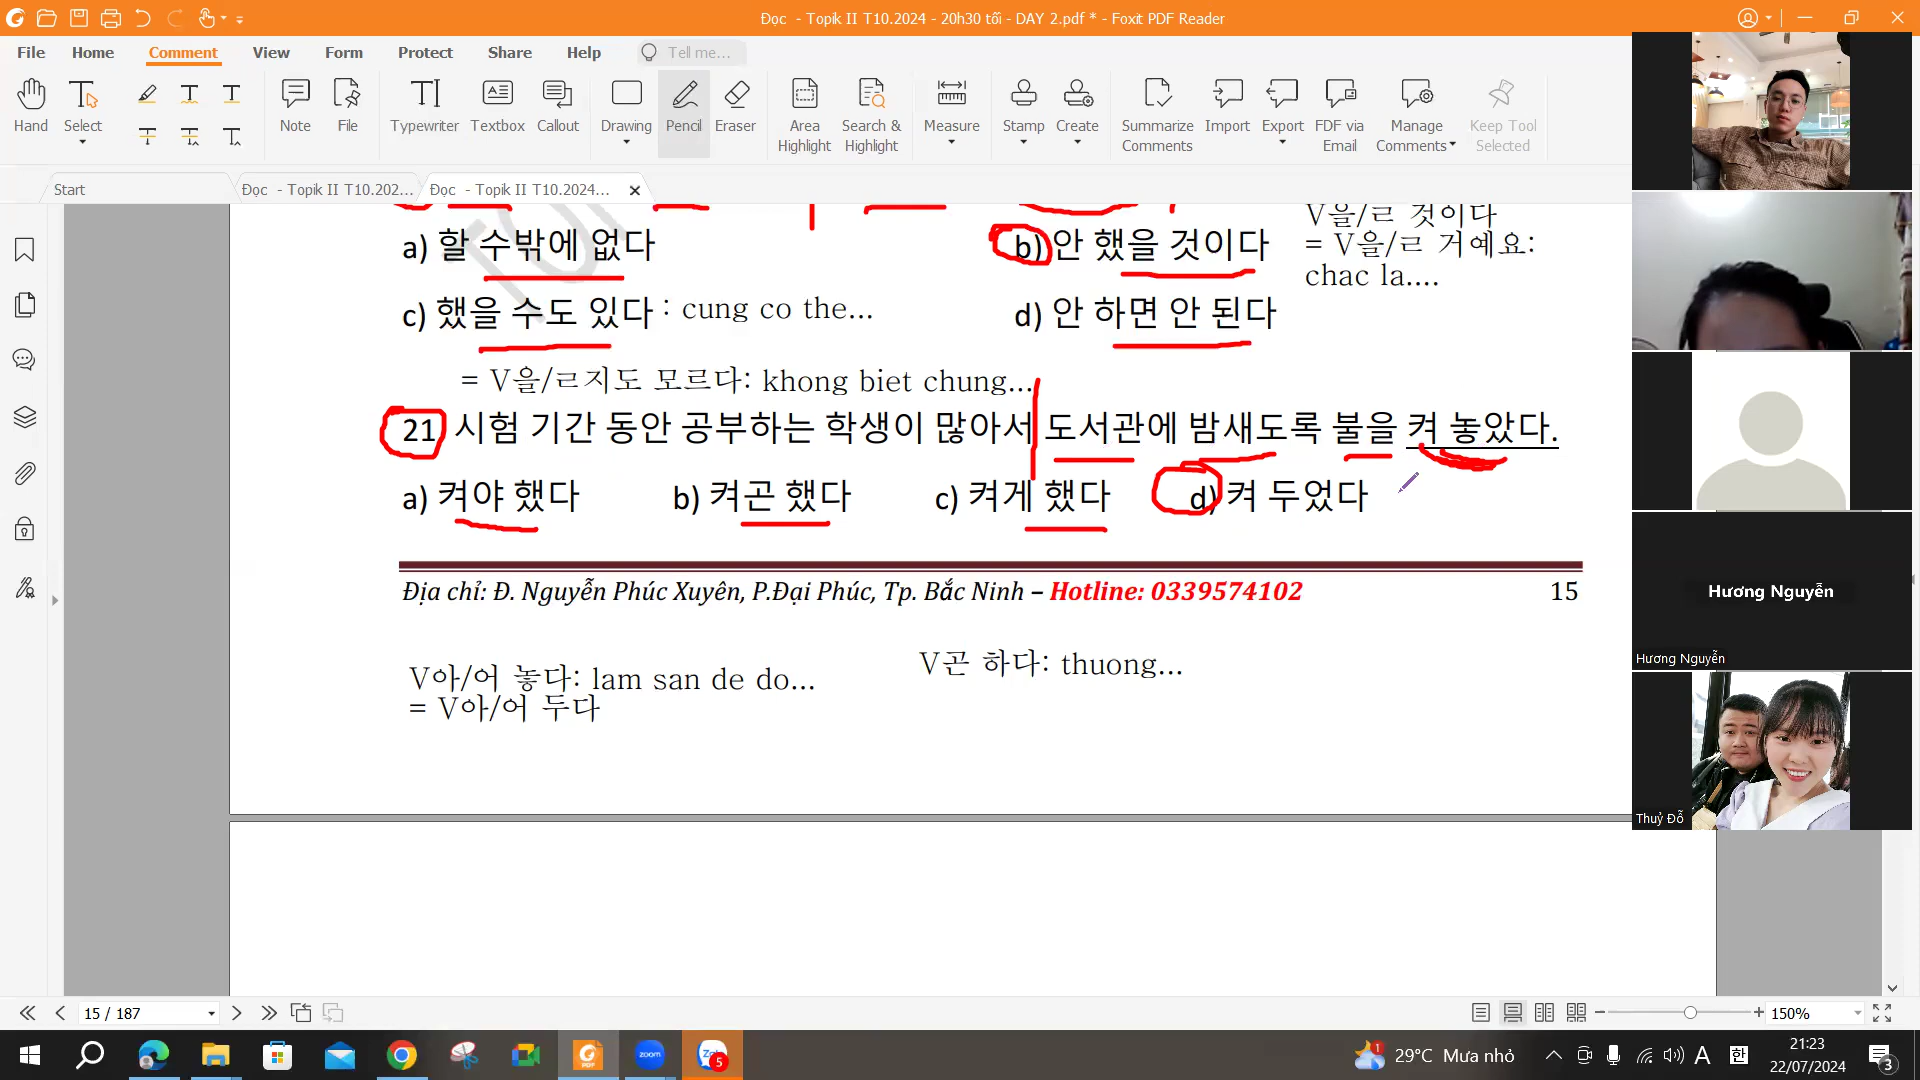 Đọc - Topik II T10.2024 - 20h30 tối - DAY 2.pdf * - Foxit PDF Reader
File Home Comment View Form Protect Share Help Tell me...
Hand Select Note File Typewriter Textbox Callout Drawing Pencil Eraser Area Highlight Search & Highlight Measure Stamp Create Summarize Comments Import Export FDF via Email Manage Comments Keep Tool Selected
Start Đọc - Topik II T10.202... Đọc - Topik II T10.2024...
V을/ㄹ 것이다
a) 할 수밖에 없다 b) 안 했을 것이다
= V을/ㄹ 거예요:
chac la....
c) 했을 수도 있다 : cung co the... d) 안 하면 안 된다
= V을/ㄹ지도 모르다: khong biet chung...
21 시험 기간 동안 공부하는 학생이 많아서 도서관에 밤새도록 불을 켜 놓았다.
a) 켜야 했다 b) 켜곤 했다 c) 켜게 했다 d) 켜 두었다
Địa chỉ: Đ. Nguyễn Phúc Xuyên, P.Đại Phúc, Tp. Bắc Ninh – Hotline: 0339574102 15
V아/어 놓다: lam san de do...
= V아/어 두다
V곤 하다: thuong...
Hương Nguyễn
Hương Nguyễn
Thuỷ Đỗ
15 / 187 150%
zoom 5 1 29°C Mưa nhỏ A 한 21:23
22/07/2024 3